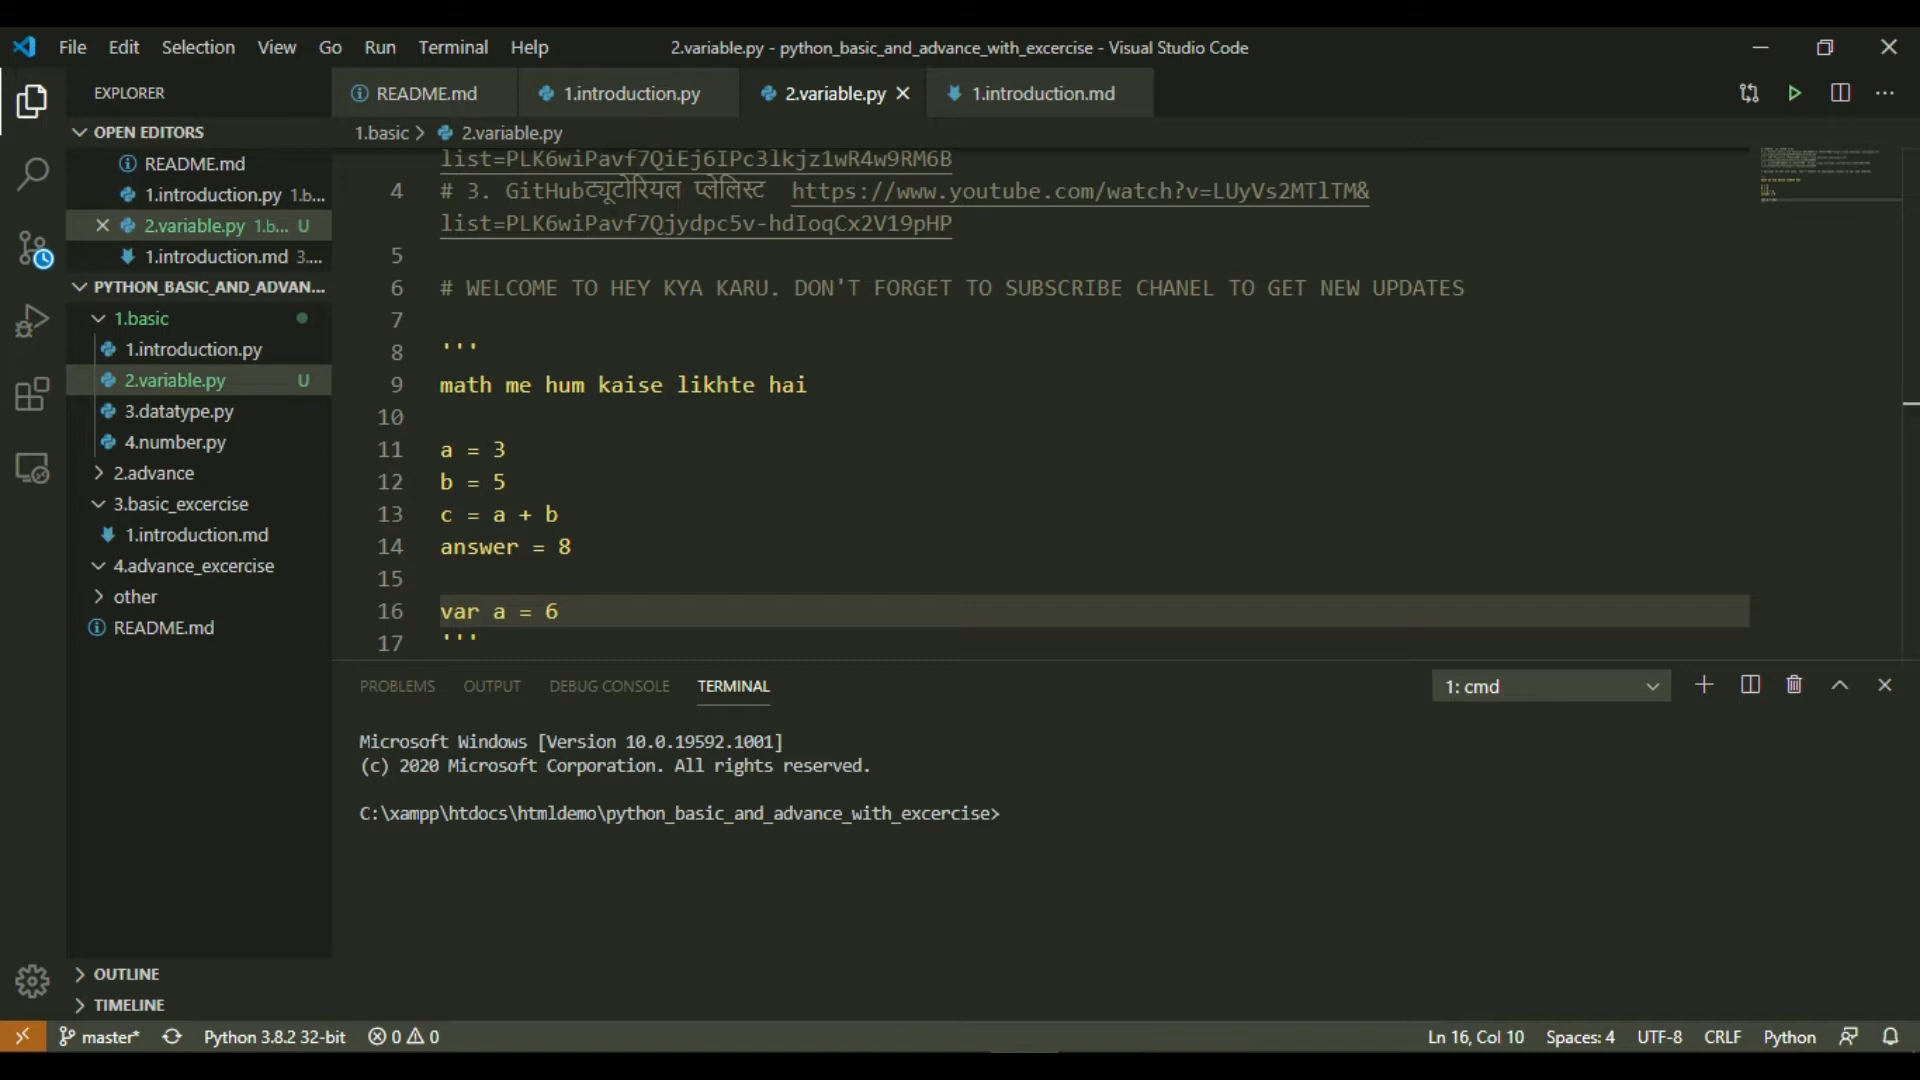 File Edit Selection View Go Run Terminal Help
2.variable.py - python_basic_and_advance_with_excercise - Visual Studio Code
EXPLORER
OPEN EDITORS
README.md
1.introduction.py 1.b...
2.variable.py 1.b... U
1.introduction.md 3....
PYTHON_BASIC_AND_ADVAN...
1.basic
1.introduction.py
2.variable.py U
3.datatype.py
4.number.py
2.advance
3.basic_excercise
1.introduction.md
4.advance_excercise
other
README.md
OUTLINE
TIMELINE
README.md 1.introduction.py 2.variable.py 1.introduction.md
1.basic > 2.variable.py
list=PLK6wiPavf7QiEj6IPc3lkjz1wR4w9RM6B
4 # 3. GitHubट्यूटोरियल प्लेलिस्ट https://www.youtube.com/watch?v=LUyVs2MTlTM&
list=PLK6wiPavf7Qjydpc5v-hdIoqCx2V19pHP
5
6 # WELCOME TO HEY KYA KARU. DON'T FORGET TO SUBSCRIBE CHANEL TO GET NEW UPDATES
7
8 '''
9 math me hum kaise likhte hai
10
11 a = 3
12 b = 5
13 c = a + b
14 answer = 8
15
16 var a = 6
17 '''
PROBLEMS OUTPUT DEBUG CONSOLE TERMINAL 1: cmd
Microsoft Windows [Version 10.0.19592.1001]
(c) 2020 Microsoft Corporation. All rights reserved.
C:\xampp\htdocs\htmldemo\python_basic_and_advance_with_excercise>
master* Python 3.8.2 32-bit 0 0 Ln 16, Col 10 Spaces: 4 UTF-8 CRLF Python